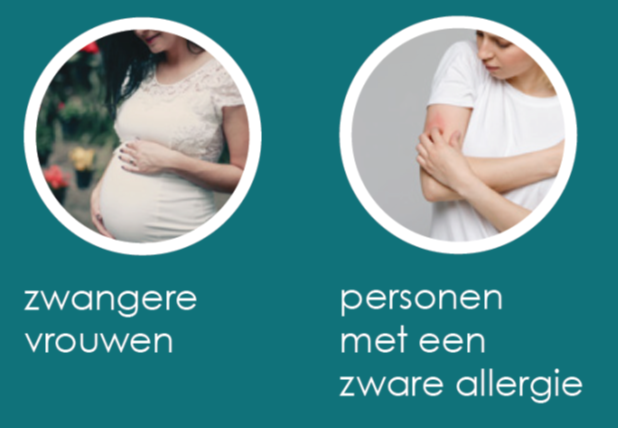 zwangere
vrouwen
personen
met een
zware allergie